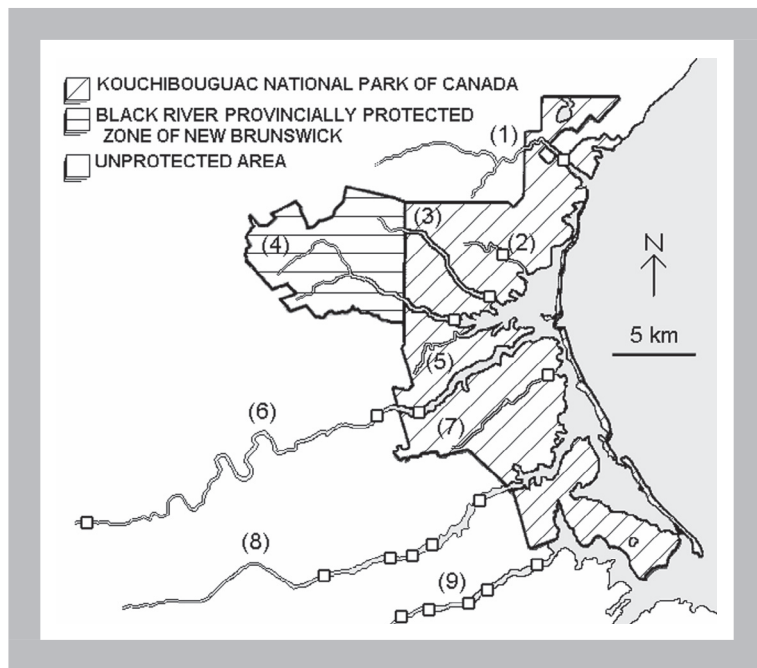 KOUCHIBOUGUAC NATIONAL PARK OF CANADA
BLACK RIVER PROVINCIALLY PROTECTED
ZONE OF NEW BRUNSWICK
UNPROTECTED AREA
(1)
(3)
(2)
(4)
N
5 km
(5)
(6)
(7)
(8)
(9)